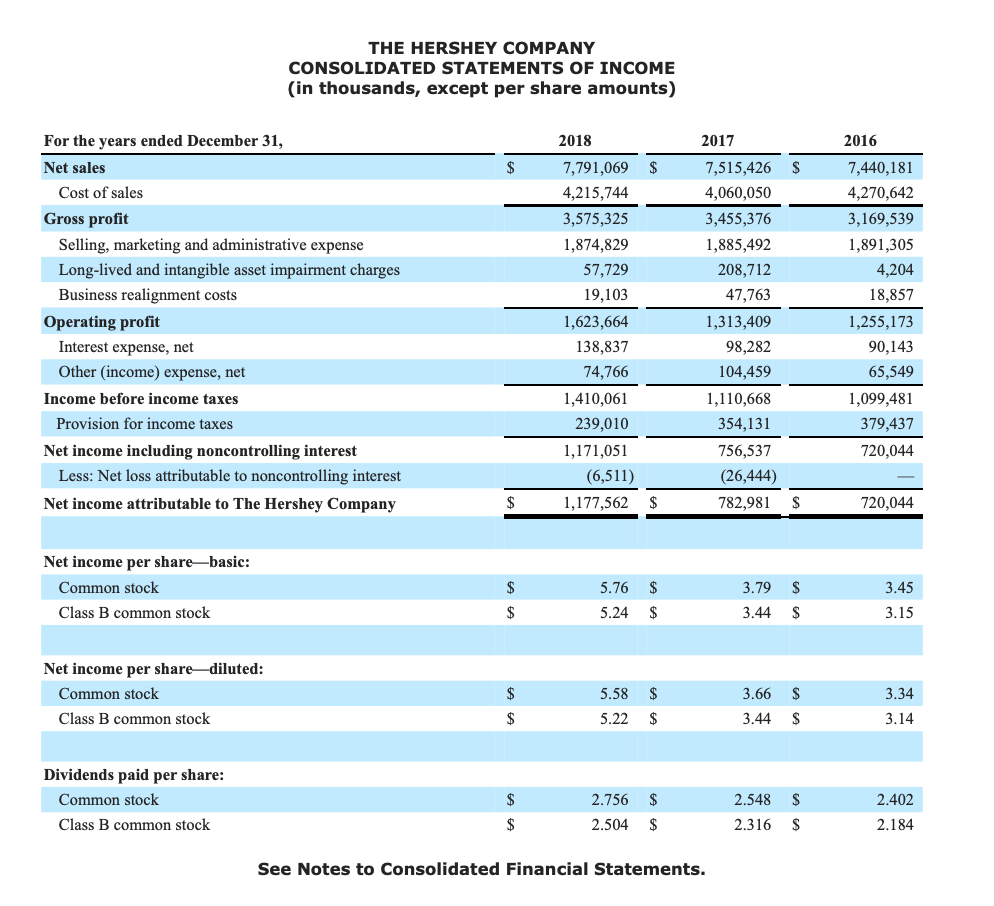 THE HERSHEY COMPANY
CONSOLIDATED STATEMENTS OF INCOME
(in thousands, except per share amounts)
For the years ended December 31, 2018 2017 2016
Net sales $ 7,791,069 $ 7,515,426 $ 7,440,181
Cost of sales 4,215,744 4,060,050 4,270,642
Gross profit 3,575,325 3,455,376 3,169,539
Selling, marketing and administrative expense 1,874,829 1,885,492 1,891,305
Long-lived and intangible asset impairment charges 57,729 208,712 4,204
Business realignment costs 19,103 47,763 18,857
Operating profit 1,623,664 1,313,409 1,255,173
Interest expense, net 138,837 98,282 90,143
Other (income) expense, net 74,766 104,459 65,549
Income before income taxes 1,410,061 1,110,668 1,099,481
Provision for income taxes 239,010 354,131 379,437
Net income including noncontrolling interest 1,171,051 756,537 720,044
Less: Net loss attributable to noncontrolling interest (6,511) (26,444) —
Net income attributable to The Hershey Company $ 1,177,562 $ 782,981 $ 720,044
Net income per share—basic:
Common stock $ 5.76 $ 3.79 $ 3.45
Class B common stock $ 5.24 $ 3.44 $ 3.15
Net income per share—diluted:
Common stock $ 5.58 $ 3.66 $ 3.34
Class B common stock $ 5.22 $ 3.44 $ 3.14
Dividends paid per share:
Common stock $ 2.756 $ 2.548 $ 2.402
Class B common stock $ 2.504 $ 2.316 $ 2.184
See Notes to Consolidated Financial Statements.